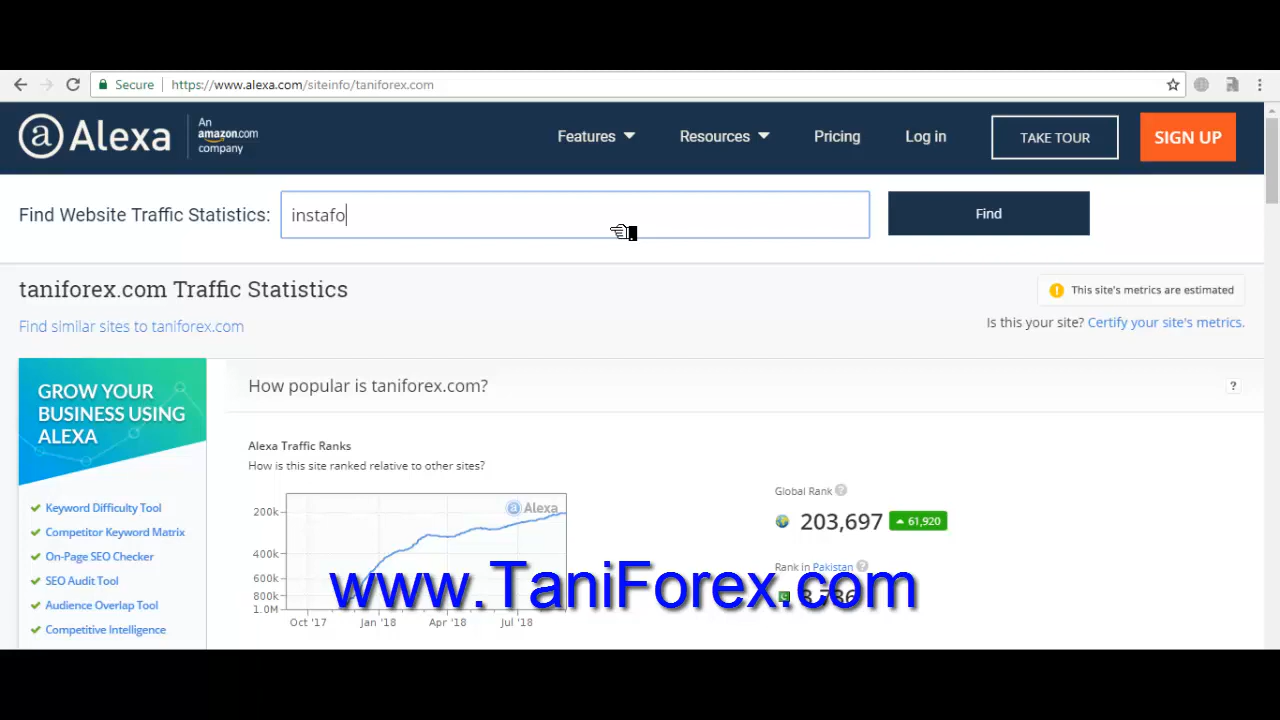 Secure
https://www.alexa.com/siteinfo/taniforex.com
a Alexa
An
amazon.com
company
Features
Resources
Pricing
Log in
TAKE TOUR
SIGN UP
Find Website Traffic Statistics:
instafo
Find
taniforex.com Traffic Statistics
This site's metrics are estimated
Find similar sites to taniforex.com
Is this your site? Certify your site's metrics.
GROW YOUR
BUSINESS USING
ALEXA
Keyword Difficulty Tool
Competitor Keyword Matrix
On-Page SEO Checker
SEO Audit Tool
Audience Overlap Tool
Competitive Intelligence
How popular is taniforex.com?
?
Alexa Traffic Ranks
How is this site ranked relative to other sites?
a Alexa
200k
400k
600k
800k
1.0M
Oct '17
Jan '18
Apr '18
Jul '18
Global Rank ?
203,697
61,920
Rank in Pakistan ?
www.TaniForex.com